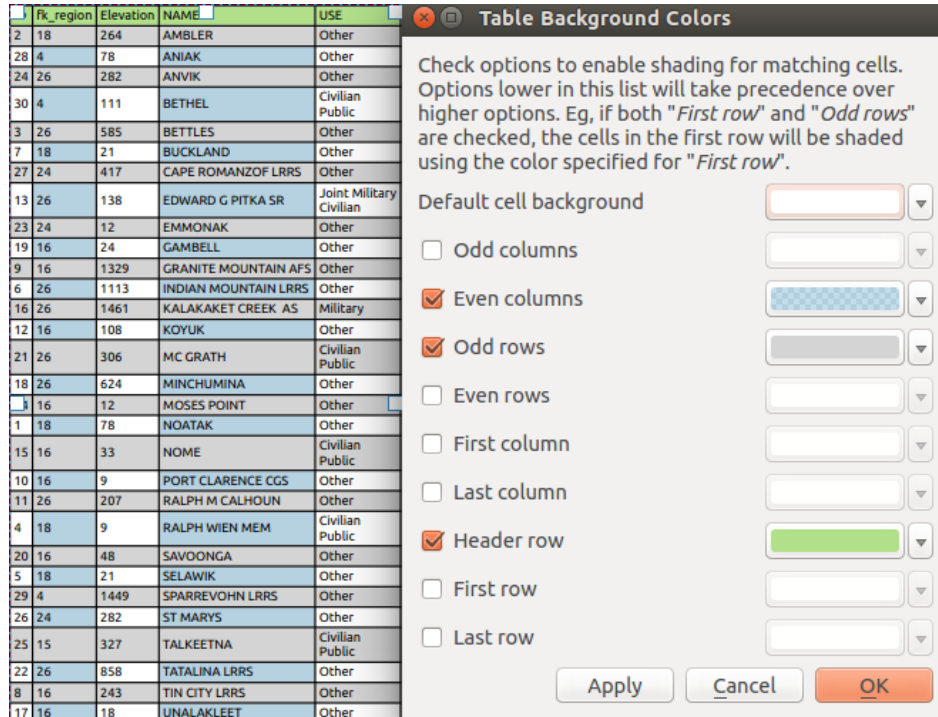 fk_region Elevation NAME USE
2 18 264 AMBLER Other
28 4 78 ANIAK Other
24 26 282 ANVIK Other
30 4 111 BETHEL Civilian Public
3 26 585 BETTLES Other
7 18 21 BUCKLAND Other
27 24 417 CAPE ROMANZOF LRRS Other
13 26 138 EDWARD G PITKA SR Joint Military Civilian
23 24 12 EMMONAK Other
19 16 24 GAMBELL Other
9 16 1329 GRANITE MOUNTAIN AFS Other
6 26 1113 INDIAN MOUNTAIN LRRS Other
16 26 1461 KALAKAKET CREEK AS Military
12 16 108 KOYUK Other
21 26 306 MC GRATH Civilian Public
18 26 624 MINCHUMINA Other
16 12 MOSES POINT Other
1 18 78 NOATAK Other
15 16 33 NOME Civilian Public
10 16 9 PORT CLARENCE CGS Other
11 26 207 RALPH M CALHOUN Other
4 18 9 RALPH WIEN MEM Civilian Public
20 16 48 SAVOONGA Other
5 18 21 SELAWIK Other
29 4 1449 SPARREVOHN LRRS Other
26 24 282 ST MARYS Other
25 15 327 TALKEETNA Civilian Public
22 26 858 TATALINA LRRS Other
8 16 243 TIN CITY LRRS Other
17 16 18 UNALAKLEET Other
Table Background Colors
Check options to enable shading for matching cells.
Options lower in this list will take precedence over
higher options. Eg, if both "First row" and "Odd rows"
are checked, the cells in the first row will be shaded
using the color specified for "First row".
Default cell background
Odd columns
Even columns
Odd rows
Even rows
First column
Last column
Header row
First row
Last row
Apply Cancel OK